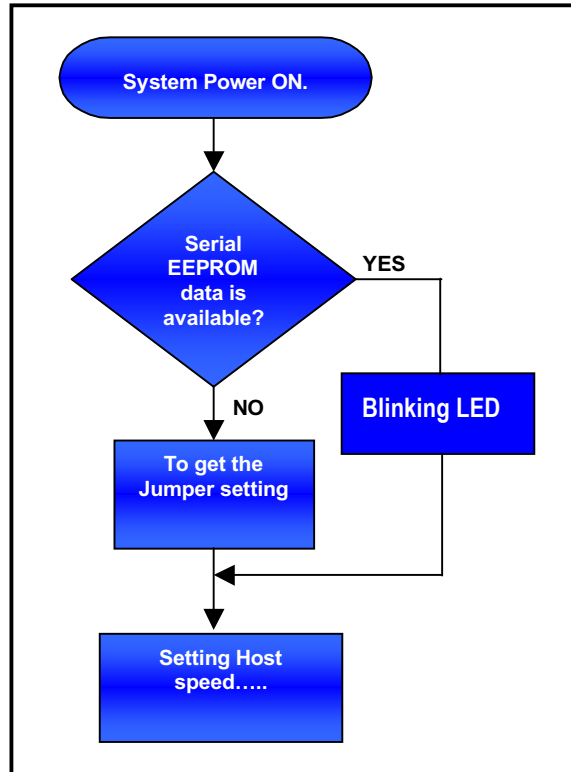 System Power ON.
Serial
EEPROM
data is
available?
YES
NO
Blinking LED
To get the
Jumper setting
Setting Host
speed…..